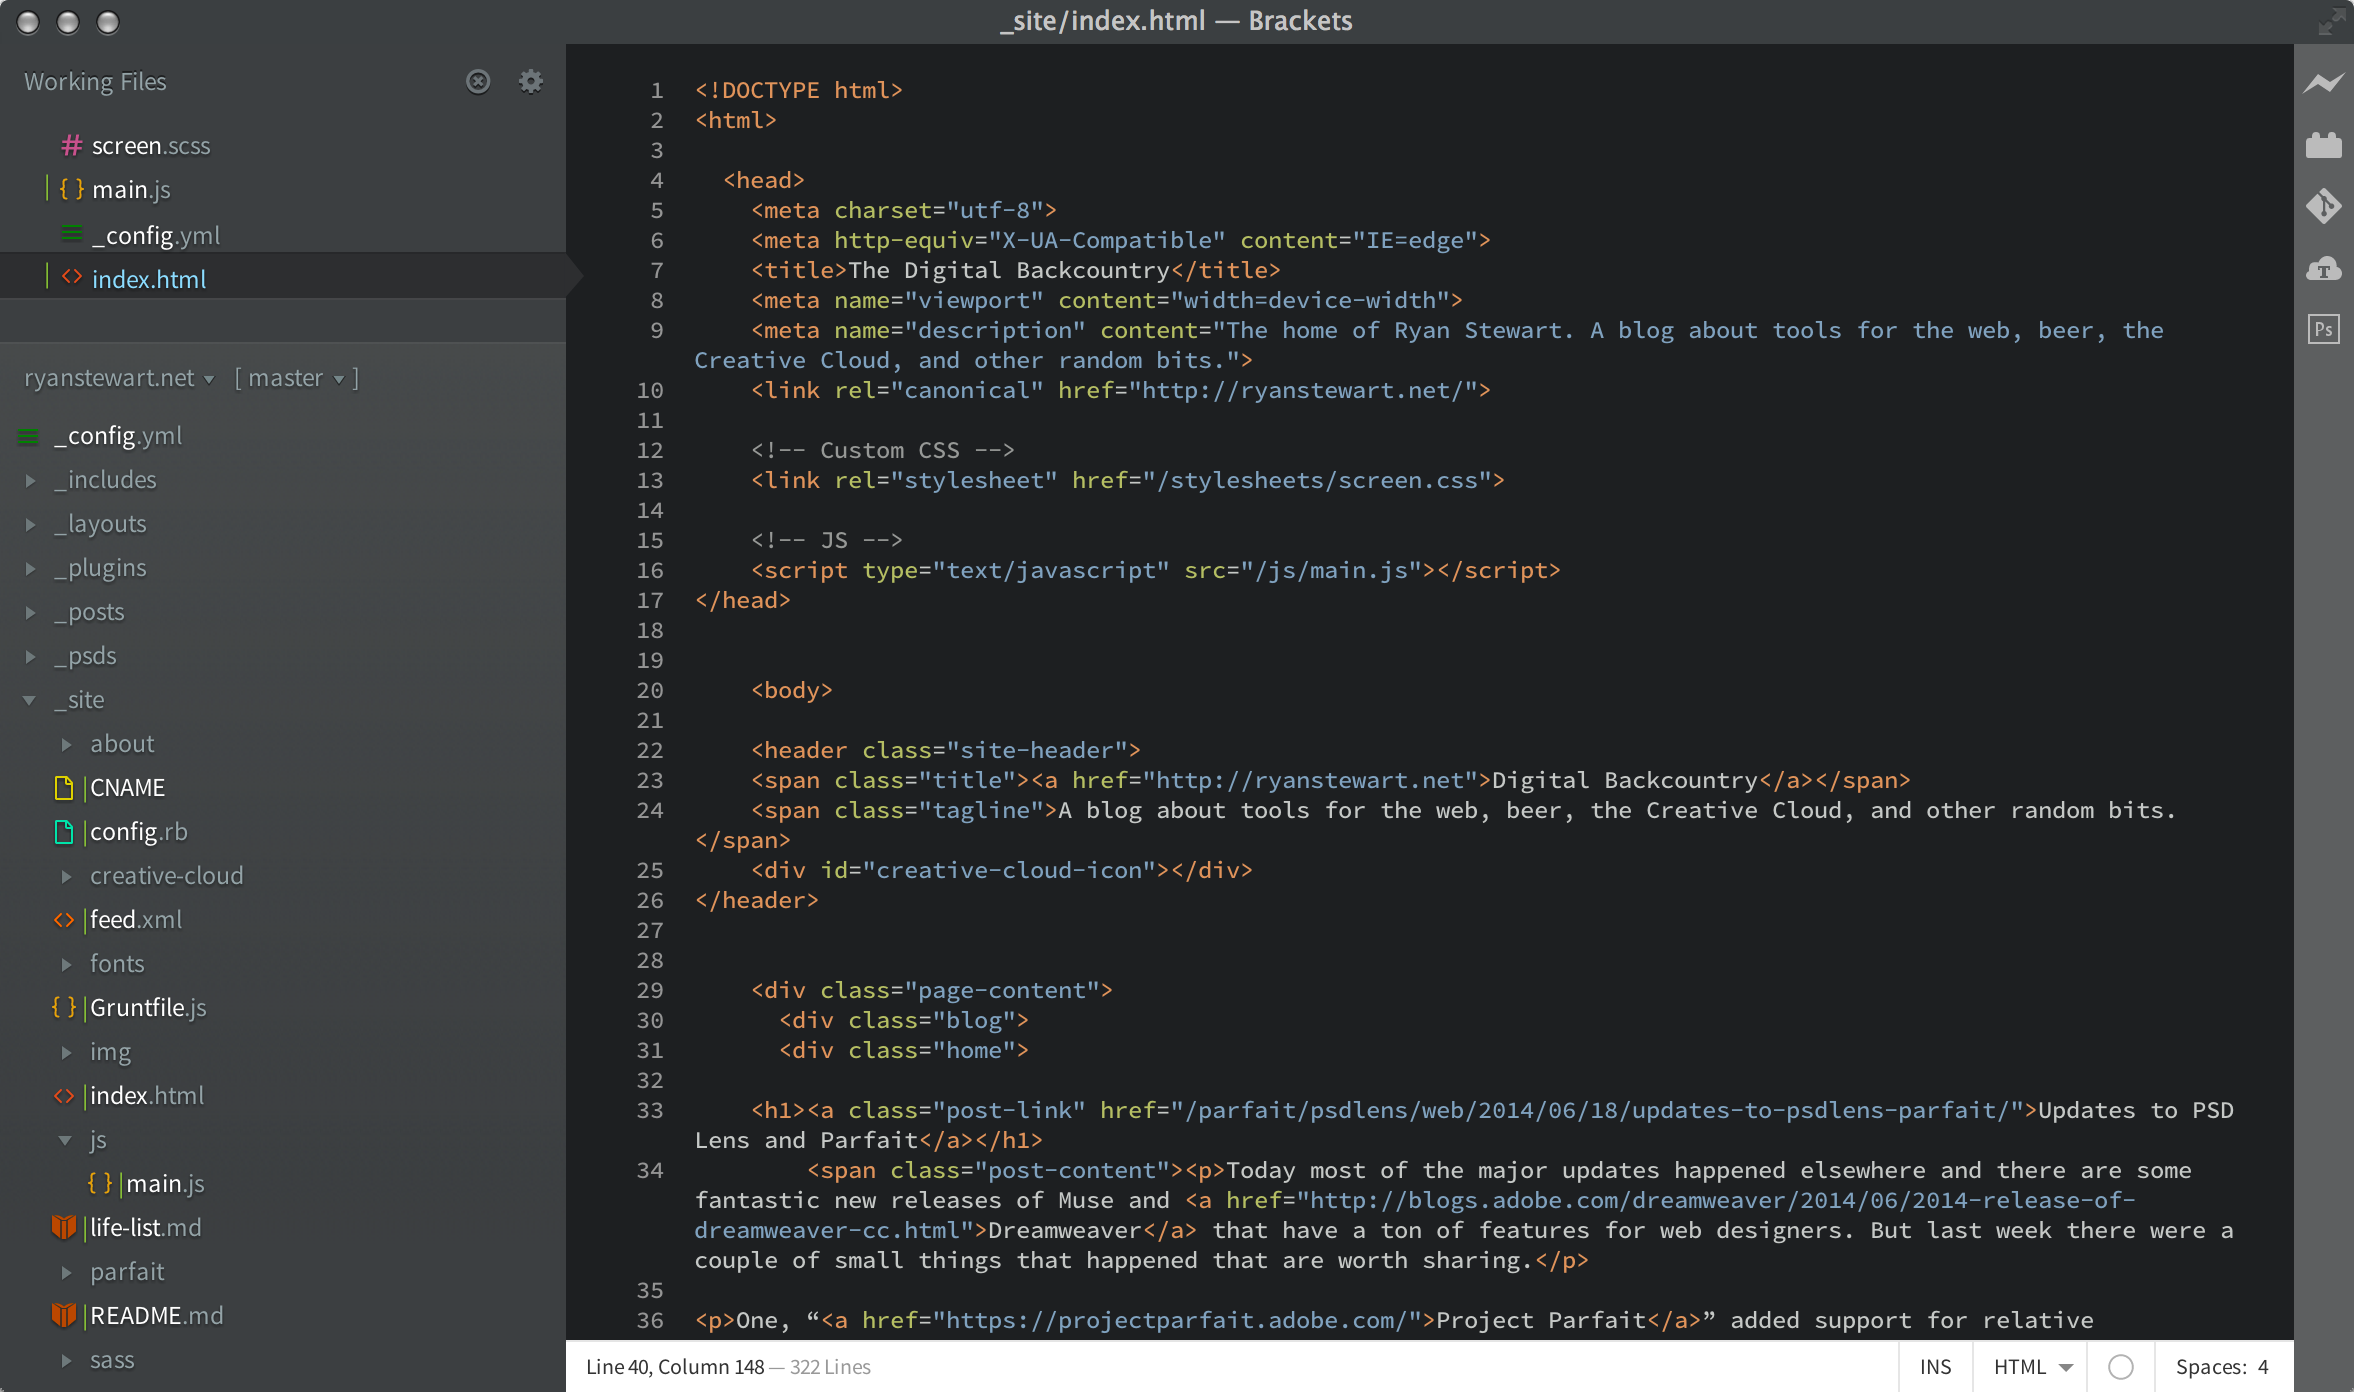 _site/index.html — Brackets
Working Files
# screen.scss
{ } main.js
_config.yml
<> index.html
ryanstewart.net [ master ]
_config.yml
_includes
_layouts
_plugins
_posts
_psds
_site
about
CNAME
config.rb
creative-cloud
<> feed.xml
fonts
{ } Gruntfile.js
img
<> index.html
js
{ } main.js
life-list.md
parfait
README.md
sass
1 <!DOCTYPE html>
2 <html>
3
4 <head>
5 <meta charset="utf-8">
6 <meta http-equiv="X-UA-Compatible" content="IE=edge">
7 <title>The Digital Backcountry</title>
8 <meta name="viewport" content="width=device-width">
9 <meta name="description" content="The home of Ryan Stewart. A blog about tools for the web, beer, the
Creative Cloud, and other random bits.">
10 <link rel="canonical" href="http://ryanstewart.net/">
11
12 <!-- Custom CSS -->
13 <link rel="stylesheet" href="/stylesheets/screen.css">
14
15 <!-- JS -->
16 <script type="text/javascript" src="/js/main.js"></script>
17 </head>
18
19
20 <body>
21
22 <header class="site-header">
23 <span class="title"><a href="http://ryanstewart.net">Digital Backcountry</a></span>
24 <span class="tagline">A blog about tools for the web, beer, the Creative Cloud, and other random bits.
</span>
25 <div id="creative-cloud-icon"></div>
26 </header>
27
28
29 <div class="page-content">
30 <div class="blog">
31 <div class="home">
32
33 <h1><a class="post-link" href="/parfait/psdlens/web/2014/06/18/updates-to-psdlens-parfait/">Updates to PSD
Lens and Parfait</a></h1>
34 <span class="post-content"><p>Today most of the major updates happened elsewhere and there are some
fantastic new releases of Muse and <a href="http://blogs.adobe.com/dreamweaver/2014/06/2014-release-of-
dreamweaver-cc.html">Dreamweaver</a> that have a ton of features for web designers. But last week there were a
couple of small things that happened that are worth sharing.</p>
35
36 <p>One, “<a href="https://projectparfait.adobe.com/">Project Parfait</a>” added support for relative
T
Ps
Line 40, Column 148 — 322 Lines
INS
HTML
Spaces: 4